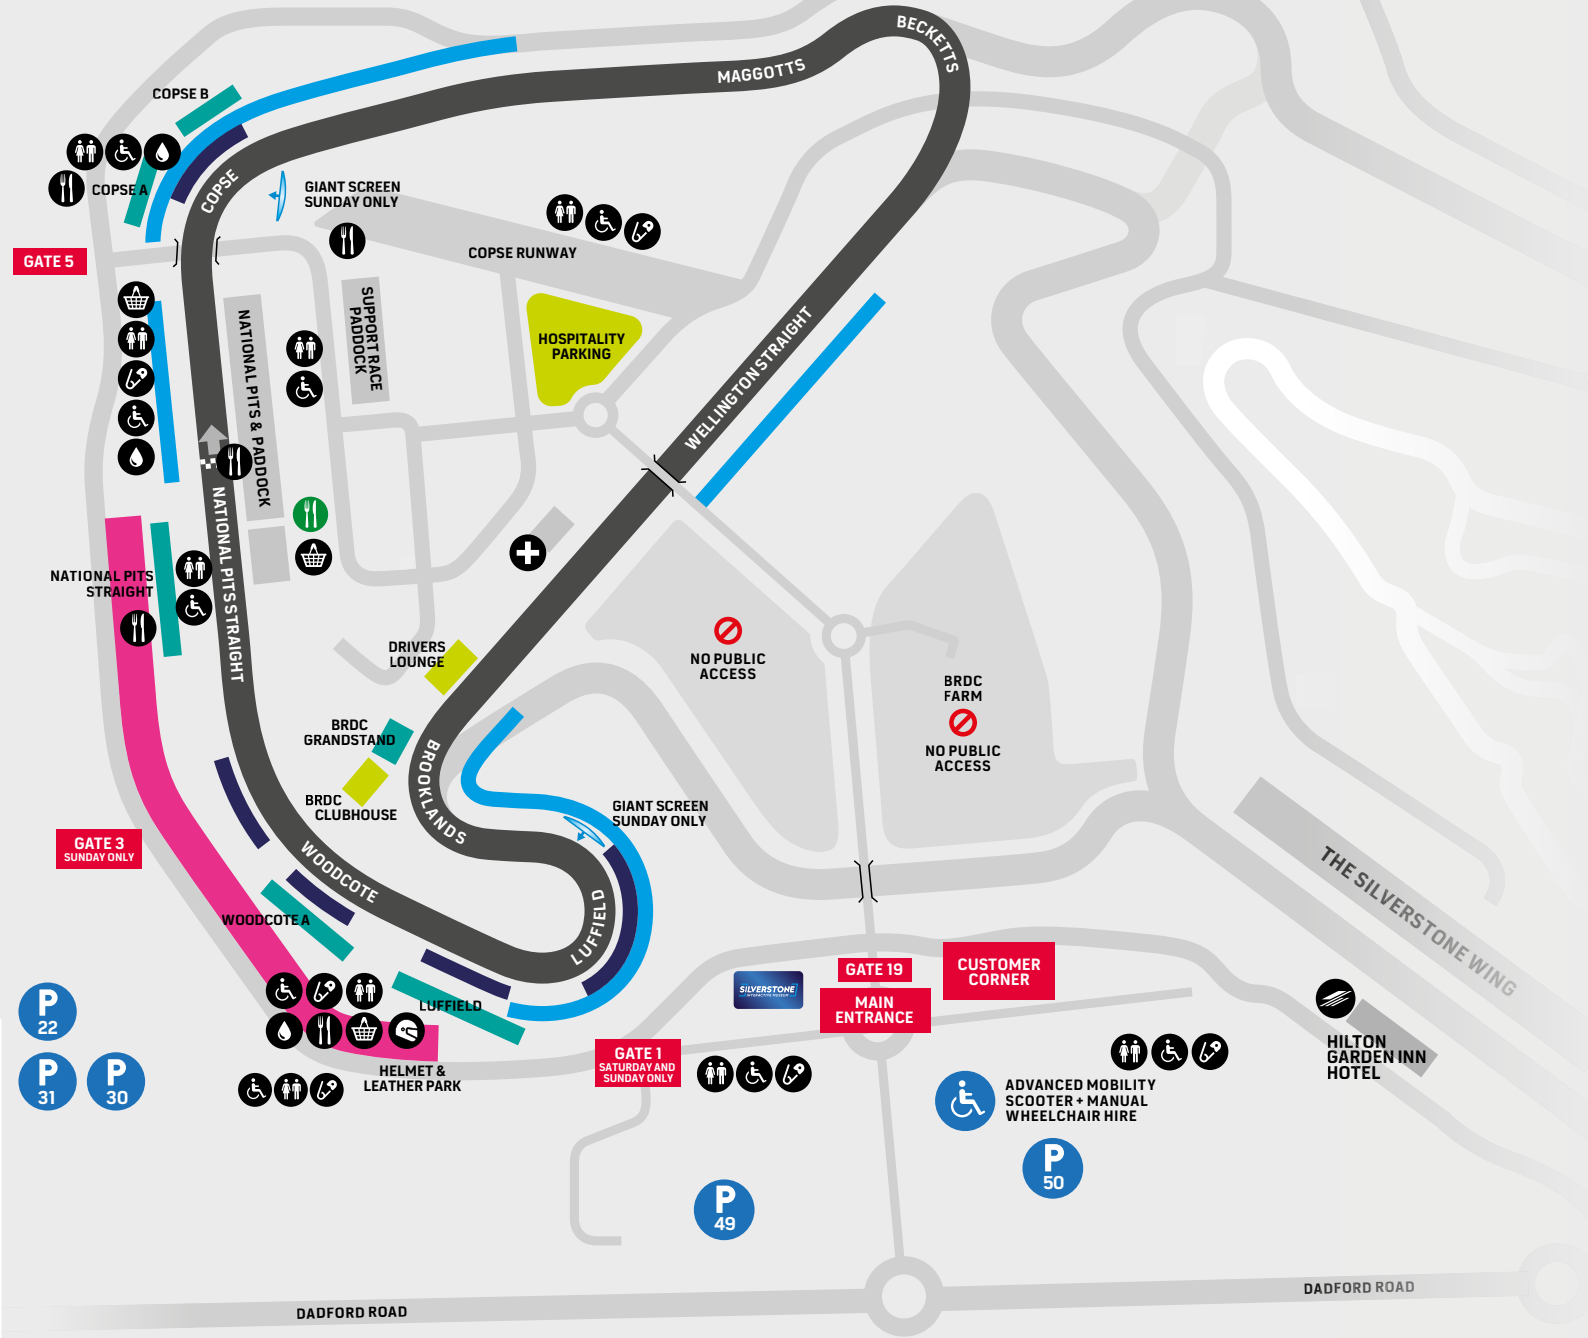 BECKETTS
MAGGOTTS
COPSE B
COPSE A
COPSE
GIANT SCREEN
SUNDAY ONLY
COPSE RUNWAY
GATE 5
NATIONAL PITS & PADDOCK
SUPPORT RACE
PADDOCK
HOSPITALITY
PARKING
WELLINGTON STRAIGHT
NATIONAL PITS STRAIGHT
NATIONAL PITS
STRAIGHT
DRIVERS
LOUNGE
NO PUBLIC
ACCESS
BRDC
FARM
NO PUBLIC
ACCESS
BRDC
GRANDSTAND
BRDC
CLUBHOUSE
BROOKLANDS
GIANT SCREEN
SUNDAY ONLY
GATE 3
SUNDAY ONLY
WOODCOTE
WOODCOTE A
LUFFIELD
LUFFIELD
THE SILVERSTONE WING
SILVERSTONE
INTERACTIVE MUSEUM
GATE 19
MAIN
ENTRANCE
CUSTOMER
CORNER
P
22
P
31
P
30
HELMET &
LEATHER PARK
GATE 1
SATURDAY AND
SUNDAY ONLY
HILTON
GARDEN INN
HOTEL
ADVANCED MOBILITY
SCOOTER + MANUAL
WHEELCHAIR HIRE
P
50
P
49
DADFORD ROAD
DADFORD ROAD